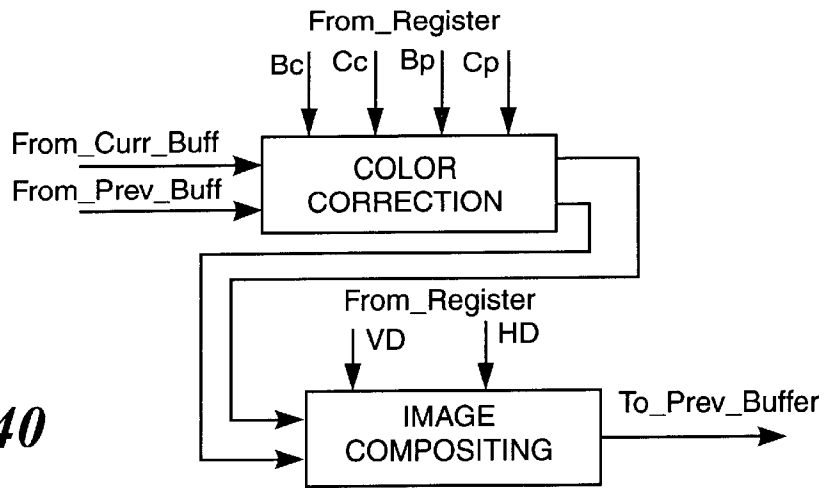 From_Register
Bc Cc Bp Cp
From_Curr_Buff
From_Prev_Buff
COLOR
CORRECTION
From_Register
VD HD
IMAGE
COMPOSITING
To_Prev_Buffer
40